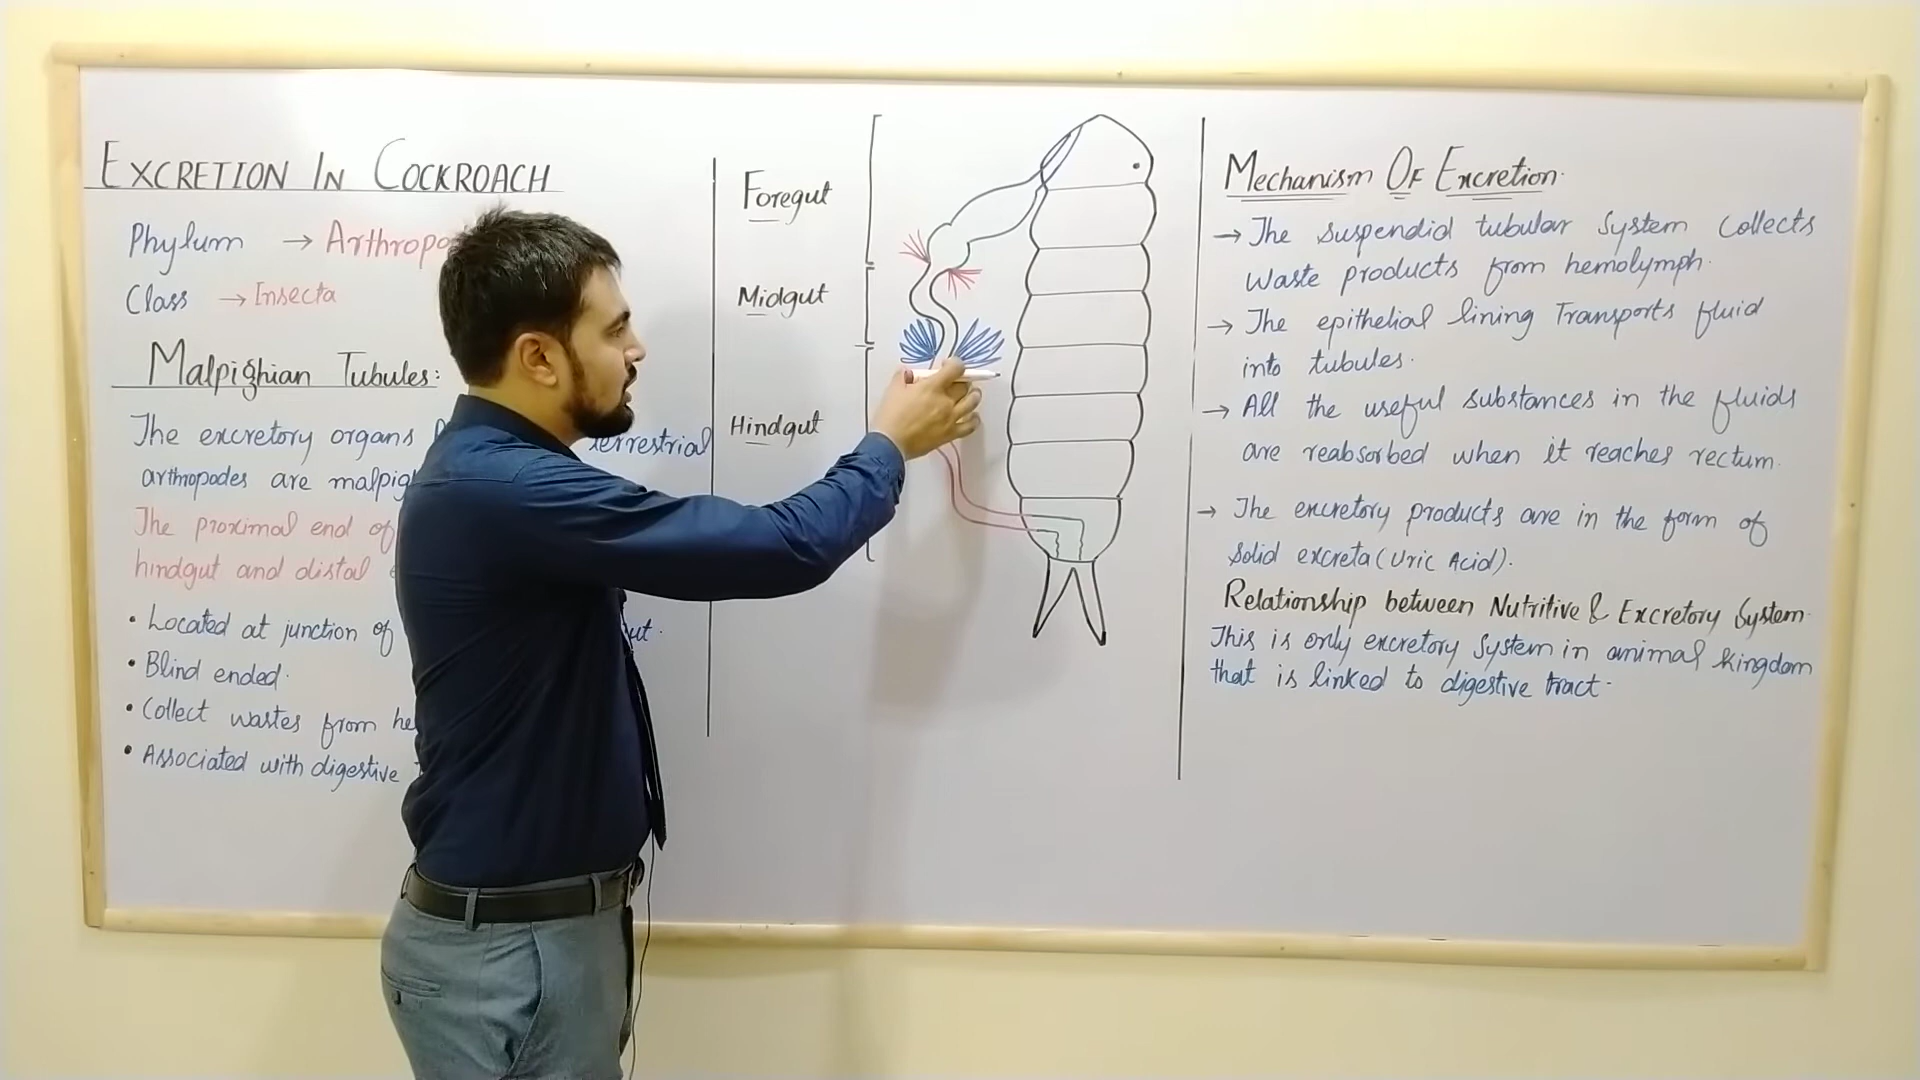 EXCRETION IN COCKROACH
Phylum → Arthropo
Class → Insecta
Malpighian Tubules:
The excretory organs terrestrial
arthropodes are malpig
The proximal end of
hindgut and distal
• Located at junction of
• Blind ended.
• Collect wastes from he
• Associated with digestive
Foregut
Midgut
Hindgut
Mechanism OF Excretion.
→ The suspendid tubular System Collects
Waste products from hemolymph.
→ The epithelial lining Transports fluid
into tubules.
→ All the useful substances in the fluids
are reabsorbed when it reaches rectum.
→ The excretory products are in the form of
Solid excreta (Uric Acid).
Relationship between Nutritive & Excretory System.
This is only excretory System in animal kingdom
that is linked to digestive tract.